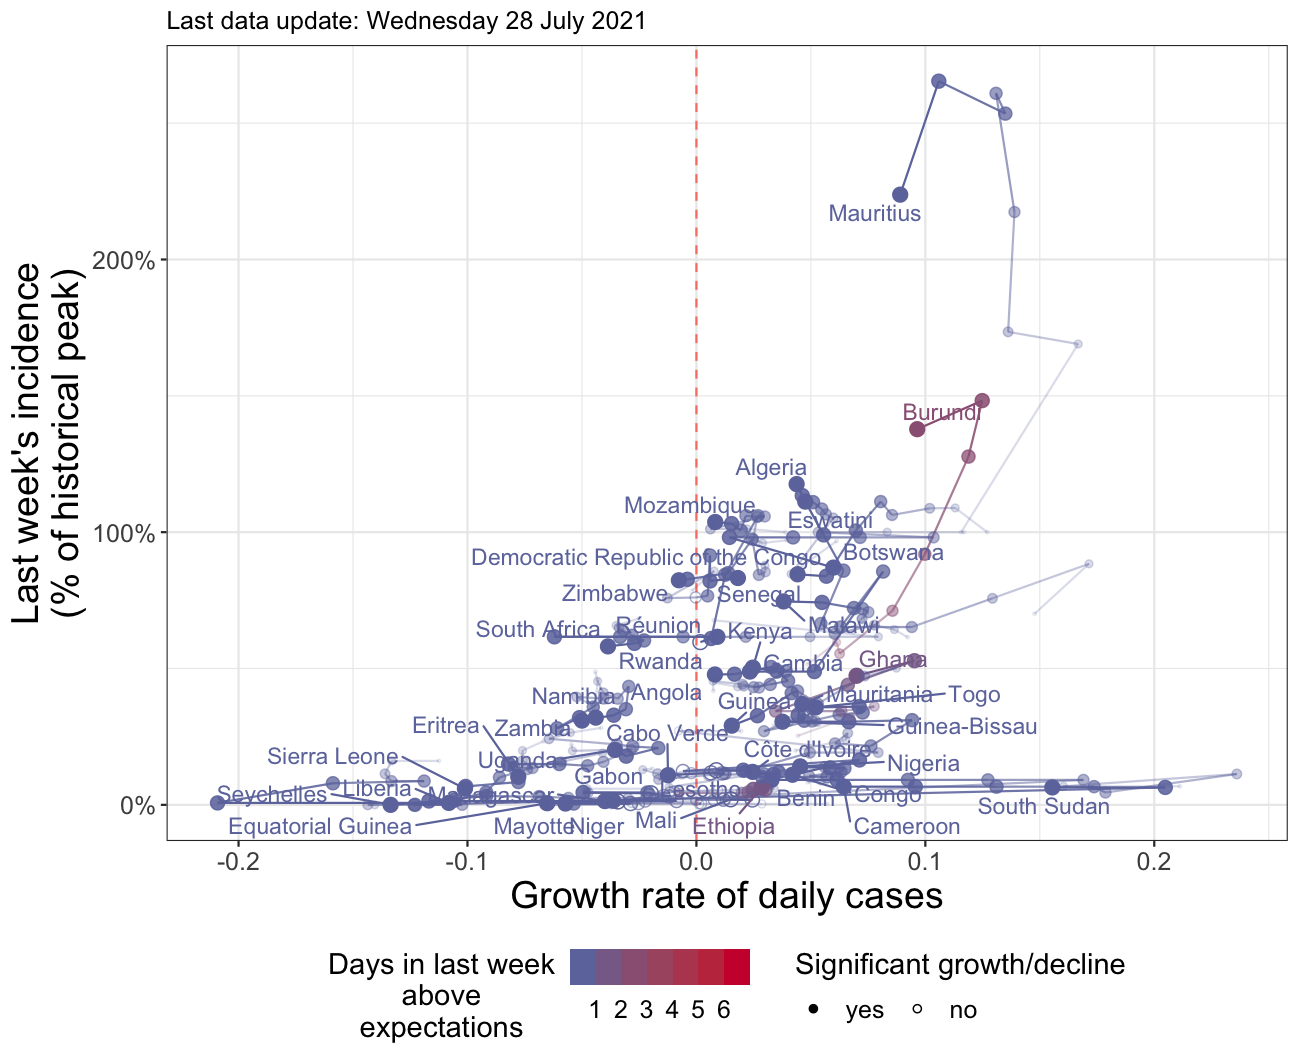 Last data update: Wednesday 28 July 2021
Last week's incidence
(% of historical peak)
200%
100%
0%
Mauritius
Burundi
Algeria
Mozambique
Eswatini
Democratic Republic of the Congo
Botswana
Zimbabwe
Senegal
South Africa
Réunion
Kenya
Malawi
Rwanda
Gambia
Ghana
Namibia
Angola
Guinea
Mauritania
Togo
Eritrea
Zambia
Cabo Verde
Guinea-Bissau
Sierra Leone
Uganda
Côte d'Ivoire
Nigeria
Gabon
Seychelles
Liberia
Madagascar
Lesotho
Benin
Congo
South Sudan
Equatorial Guinea
Mayotte
Niger
Mali
Ethiopia
Cameroon
-0.2
-0.1
0.0
0.1
0.2
Growth rate of daily cases
Days in last week
above
expectations
1 2 3 4 5 6
Significant growth/decline
yes
no